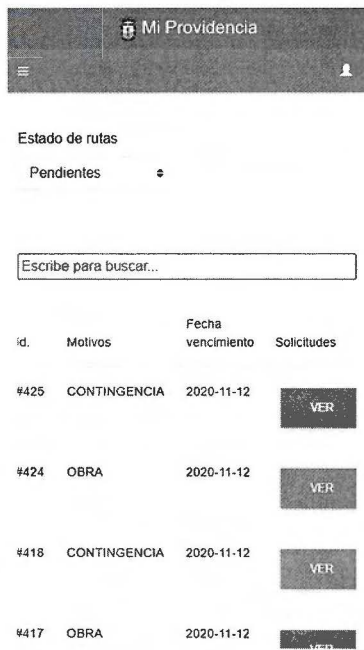 Mi Providencia
Estado de rutas
Pendientes
Escribe para buscar...
id. Motivos Fecha vencimiento Solicitudes
#425 CONTINGENCIA 2020-11-12 VER
#424 OBRA 2020-11-12 VER
#418 CONTINGENCIA 2020-11-12 VER
#417 OBRA 2020-11-12 VER